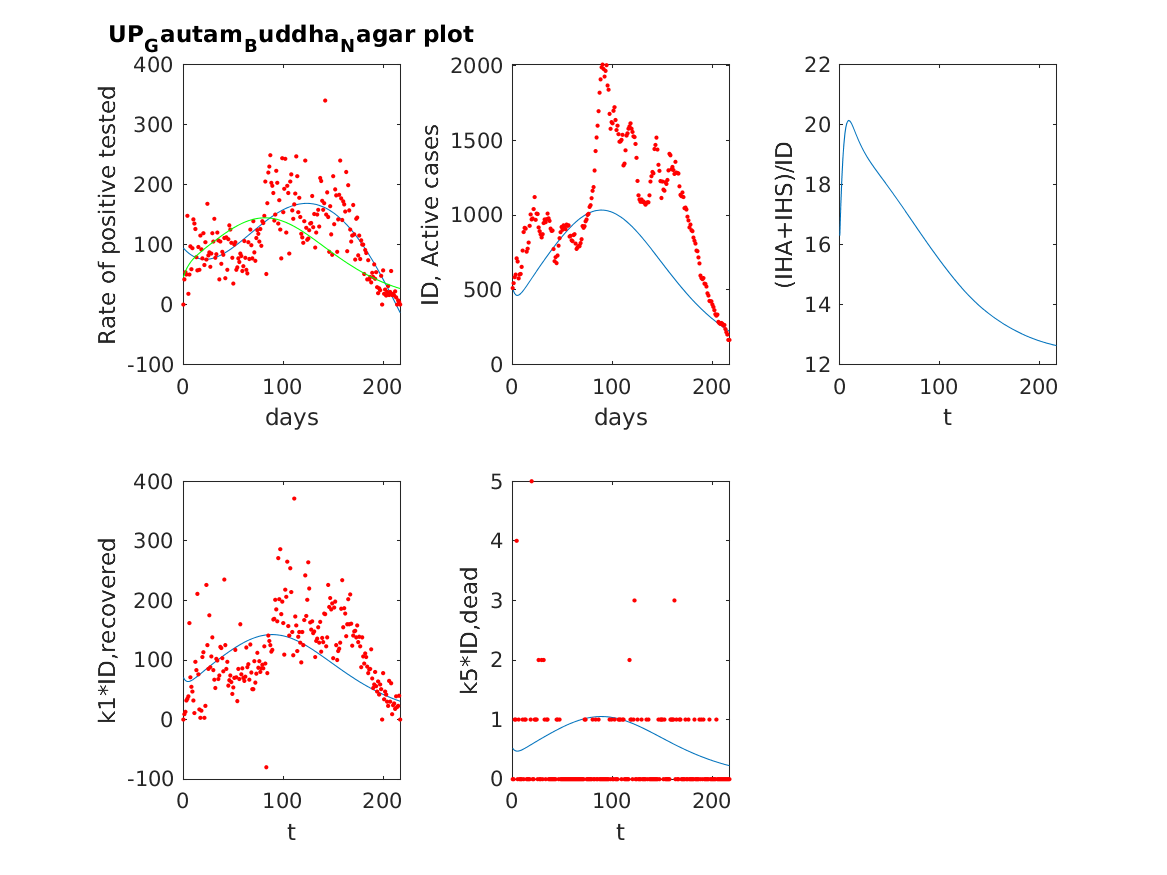 UPGautamBuddhaNagar plot
400
300
200
100
0
-100
0 100 200
Rate of positive tested
days
2000
1500
1000
500
0
0 100 200
ID, Active cases
days
22
20
18
16
14
12
0 100 200
(IHA+IHS)/ID
t
400
300
200
100
0
-100
0 100 200
k1*ID,recovered
t
5
4
3
2
1
0
0 100 200
k5*ID,dead
t